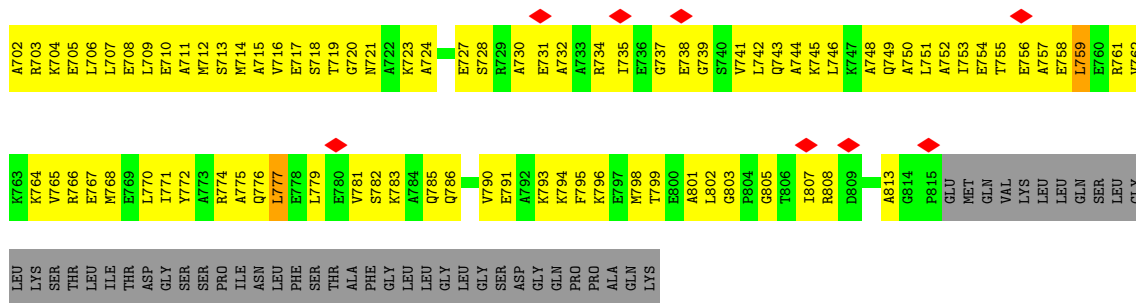 A702 R703 K704 E705 L706 L707 E708 L709 E710 A711 M712 S713 M714 A715 V716 E717 S718 T719 G720 N721 A722 K723 A724 E727 S728 R729 A730 E731 A732 A733 R734 I735 E736 G737 E738 G739 S740 V741 L742 Q743 A744 K745 L746 K747 A748 Q749 A750 L751 A752 I753 E754 T755 E756 A757 E758 L759 E760 R761
K763 K764 V765 R766 E767 M768 E769 L770 I771 Y772 A773 R774 A775 Q776 L777 E778 L779 E780 V781 S782 K783 A784 Q785 Q786 V790 E791 A792 K793 K794 F795 K796 E797 M798 T799 E800 A801 L802 G803 P804 G805 T806 I807 R808 D809 A813 G814 P815 GLU MET GLN VAL LYS LEU LEU GLN SER LEU
LEU LYS SER THR LEU ILE THR ASP GLY SER SER PRO ILE ASN LEU PHE SER THR ALA PHE GLY LEU LEU GLY LEU GLY SER ASP GLY GLN PRO PRO ALA GLN LYS